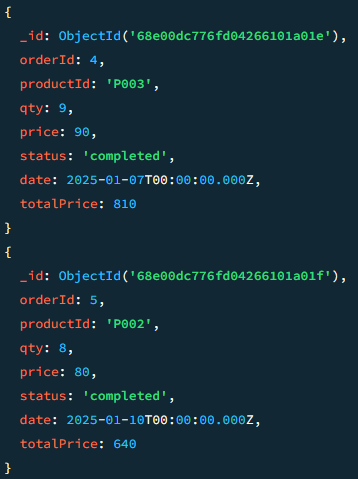 {
  _id: ObjectId('68e00dc776fd04266101a01e'),
  orderId: 4,
  productId: 'P003',
  qty: 9,
  price: 90,
  status: 'completed',
  date: 2025-01-07T00:00:00.000Z,
  totalPrice: 810
}
{
  _id: ObjectId('68e00dc776fd04266101a01f'),
  orderId: 5,
  productId: 'P002',
  qty: 8,
  price: 80,
  status: 'completed',
  date: 2025-01-10T00:00:00.000Z,
  totalPrice: 640
}